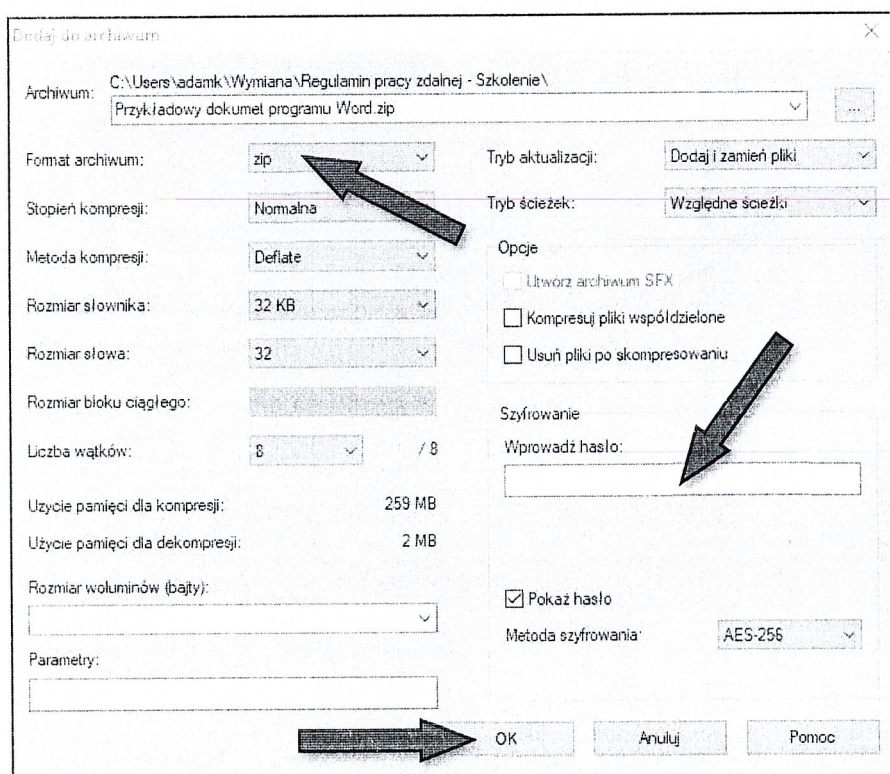 Dodaj do archiwum
Archiwum: C:\Users\adamk\Wymiana\Regulamin pracy zdalnej - Szkolenie\
Przykładowy dokumet programu Word.zip
...
Format archiwum: zip
Stopień kompresji: Normalna
Metoda kompresji: Deflate
Rozmiar słownika: 32 KB
Rozmiar słowa: 32
Rozmiar bloku ciągłego:
Liczba wątków: 8 / 8
Użycie pamięci dla kompresji: 259 MB
Użycie pamięci dla dekompresji: 2 MB
Rozmiar woluminów (bajty):
Parametry:
Tryb aktualizacji: Dodaj i zamień pliki
Tryb ścieżek: Względne ścieżki
Opcje
Utwórz archiwum SFX
Kompresuj pliki współdzielone
Usuń pliki po skompresowaniu
Szyfrowanie
Wprowadź hasło:
Pokaż hasło
Metoda szyfrowania: AES-256
OK Anuluj Pomoc